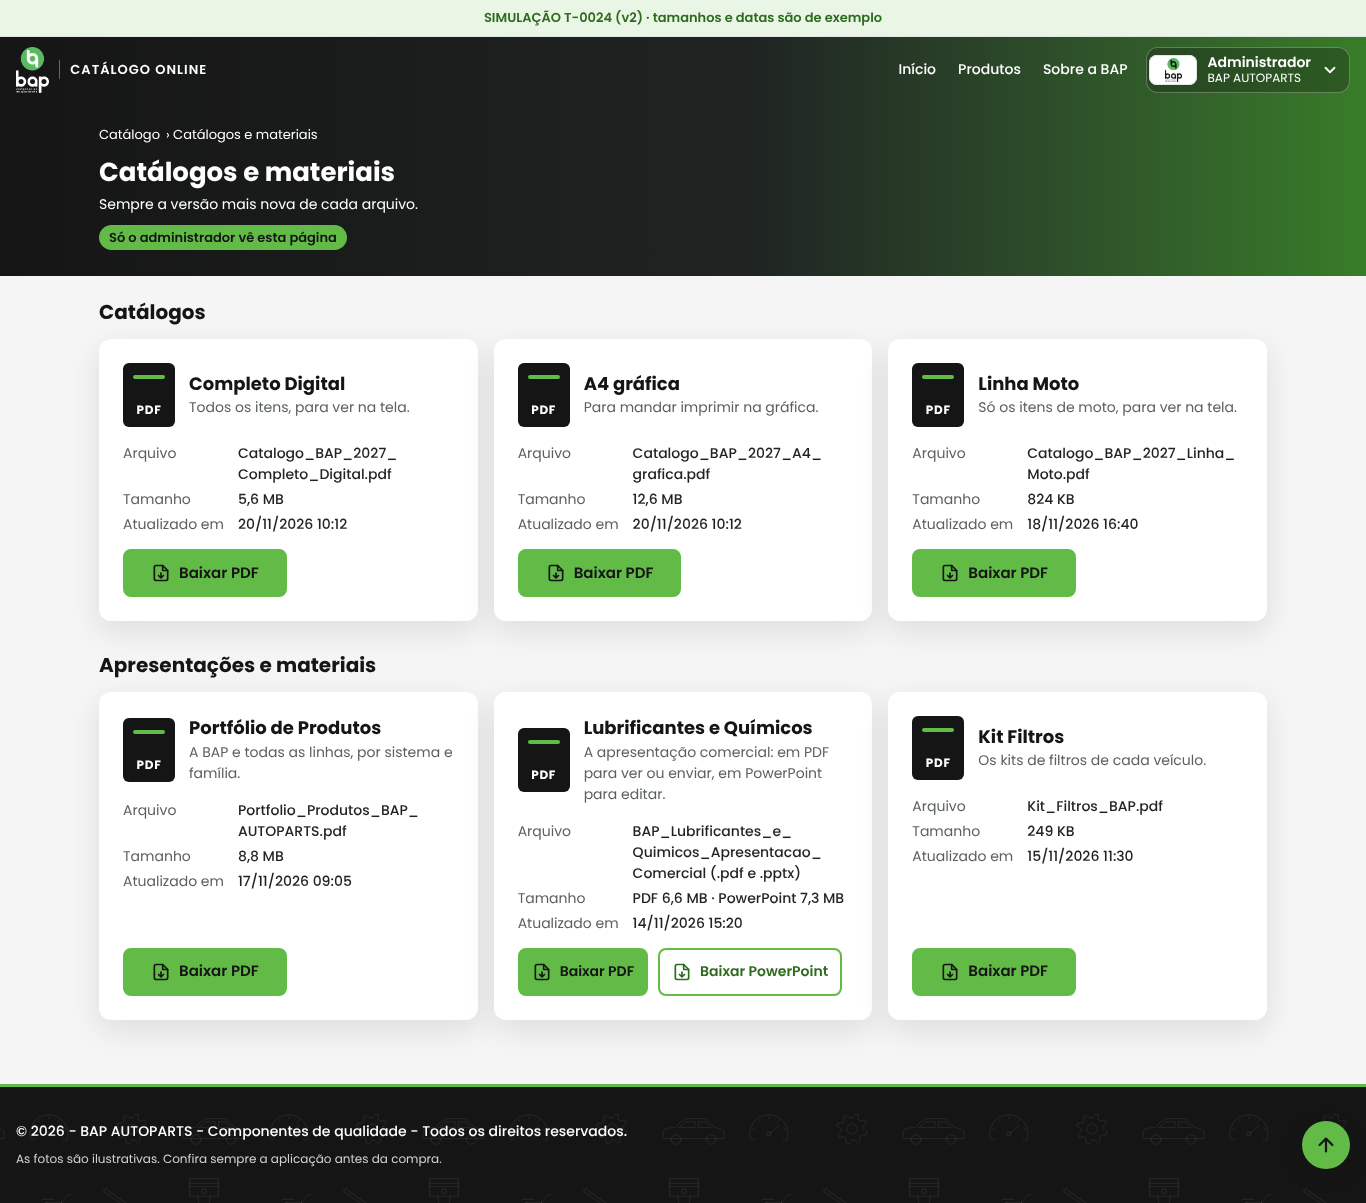 SIMULAÇÃO T-0024 (v2) · tamanhos e datas são de exemplo
bap
CATÁLOGO ONLINE
Início
Produtos
Sobre a BAP
bap
Administrador
BAP AUTOPARTS
Catálogo › Catálogos e materiais
Catálogos e materiais
Sempre a versão mais nova de cada arquivo.
Só o administrador vê esta página
Catálogos
PDF
Completo Digital
Todos os itens, para ver na tela.
Arquivo
Catalogo_BAP_2027_
Completo_Digital.pdf
Tamanho
5,6 MB
Atualizado em
20/11/2026 10:12
Baixar PDF
PDF
A4 gráfica
Para mandar imprimir na gráfica.
Arquivo
Catalogo_BAP_2027_A4_
grafica.pdf
Tamanho
12,6 MB
Atualizado em
20/11/2026 10:12
Baixar PDF
PDF
Linha Moto
Só os itens de moto, para ver na tela.
Arquivo
Catalogo_BAP_2027_Linha_
Moto.pdf
Tamanho
824 KB
Atualizado em
18/11/2026 16:40
Baixar PDF
Apresentações e materiais
PDF
Portfólio de Produtos
A BAP e todas as linhas, por sistema e
família.
Arquivo
Portfolio_Produtos_BAP_
AUTOPARTS.pdf
Tamanho
8,8 MB
Atualizado em
17/11/2026 09:05
Baixar PDF
PDF
Lubrificantes e Químicos
A apresentação comercial: em PDF
para ver ou enviar, em PowerPoint
para editar.
Arquivo
BAP_Lubrificantes_e_
Quimicos_Apresentacao_
Comercial (.pdf e .pptx)
Tamanho
PDF 6,6 MB · PowerPoint 7,3 MB
Atualizado em
14/11/2026 15:20
Baixar PDF
Baixar PowerPoint
PDF
Kit Filtros
Os kits de filtros de cada veículo.
Arquivo
Kit_Filtros_BAP.pdf
Tamanho
249 KB
Atualizado em
15/11/2026 11:30
Baixar PDF
© 2026 - BAP AUTOPARTS - Componentes de qualidade - Todos os direitos reservados.
As fotos são ilustrativas. Confira sempre a aplicação antes da compra.